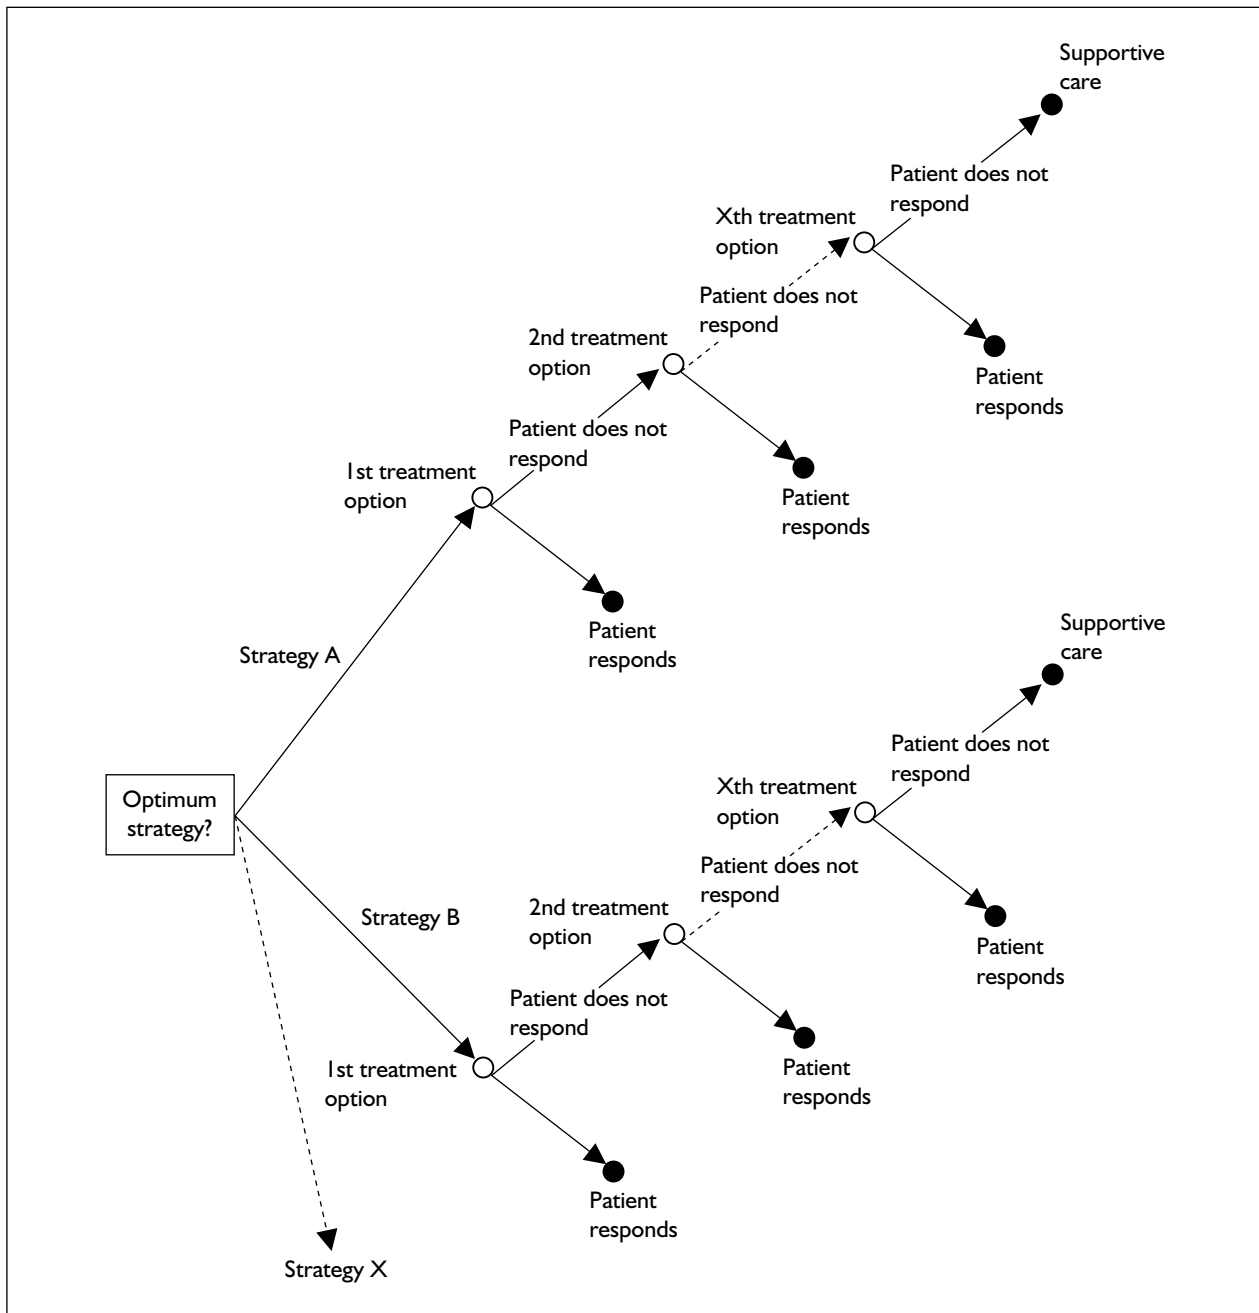 Supportive
care
Patient does not
respond
Xth treatment
option
Patient does not
respond
Patient
responds
2nd treatment
option
Patient does not
respond
Patient
responds
1st treatment
option
Patient
responds
Strategy A
Supportive
care
Patient does not
respond
Xth treatment
option
Optimum
strategy?
Patient does not
respond
Patient
responds
Strategy B
2nd treatment
option
Patient does not
respond
Patient
responds
1st treatment
option
Patient
responds
Strategy X